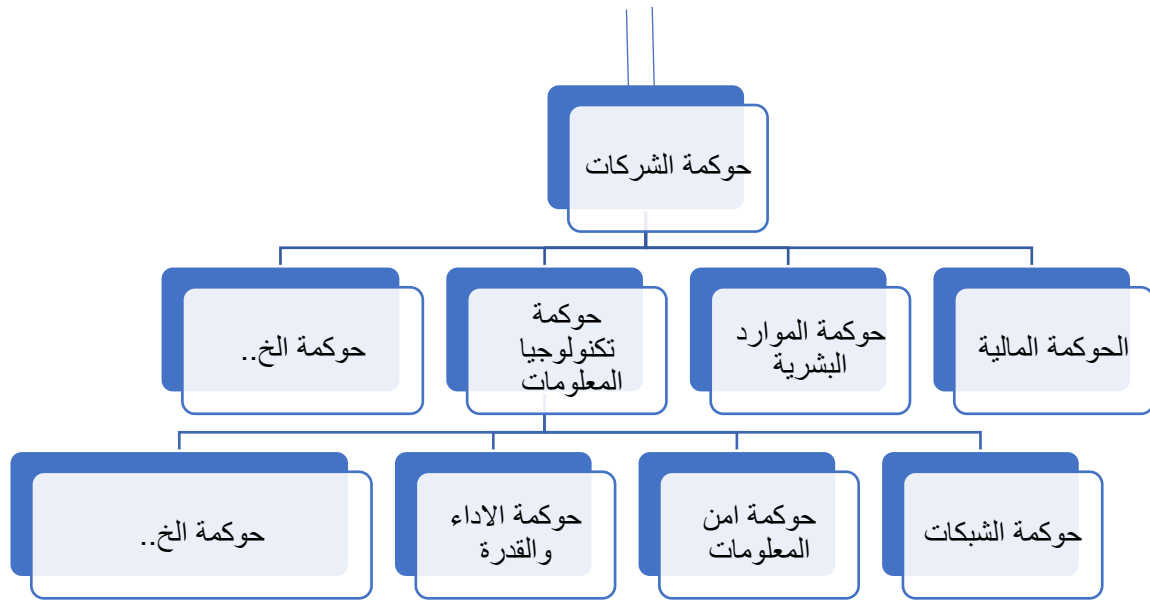 حوكمة الشركات
الحوكمة المالية
حوكمة الموارد
البشرية
حوكمة
تكنولوجيا
المعلومات
حوكمة الخ..
حوكمة الشبكات
حوكمة امن
المعلومات
حوكمة الاداء
والقدرة
حوكمة الخ..